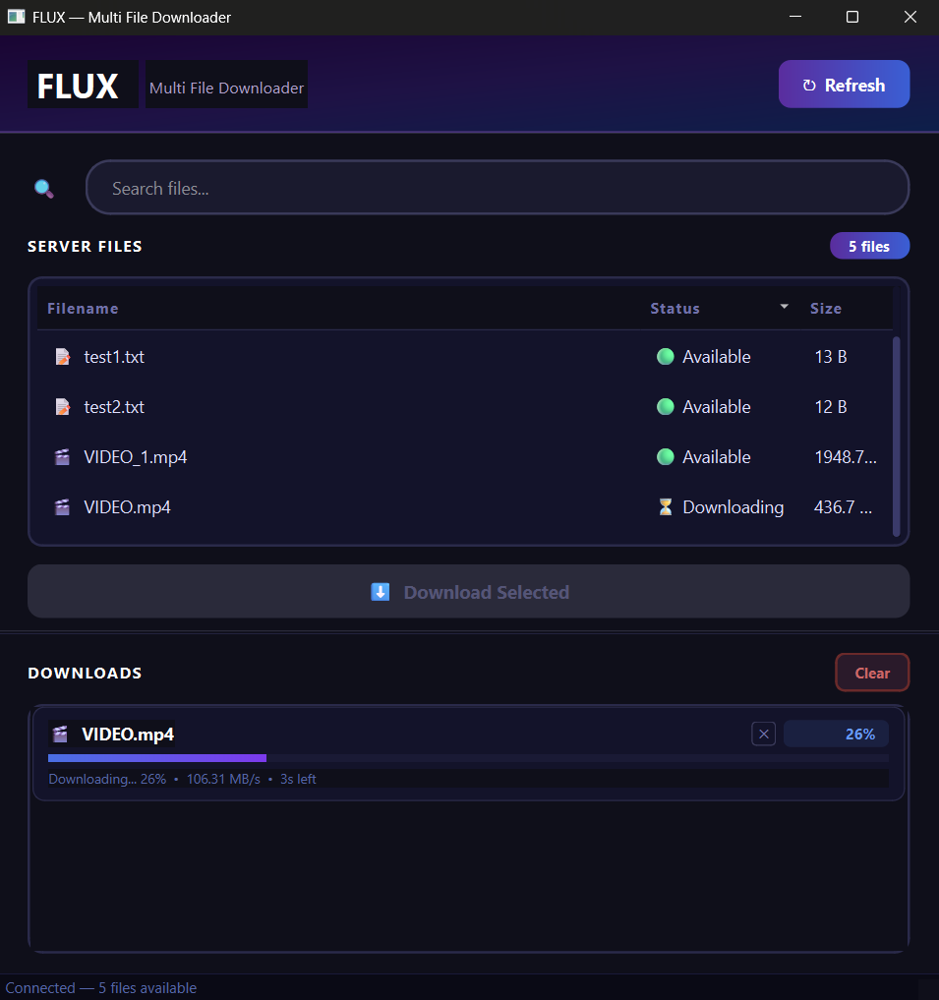 FLUX — Multi File Downloader
FLUX Multi File Downloader ↻ Refresh
Search files...
SERVER FILES 5 files
Filename Status Size
test1.txt Available 13 B
test2.txt Available 12 B
VIDEO_1.mp4 Available 1948.7...
VIDEO.mp4 Downloading 436.7 ...
Download Selected
DOWNLOADS Clear
VIDEO.mp4 26%
Downloading... 26% • 106.31 MB/s • 3s left
Connected — 5 files available